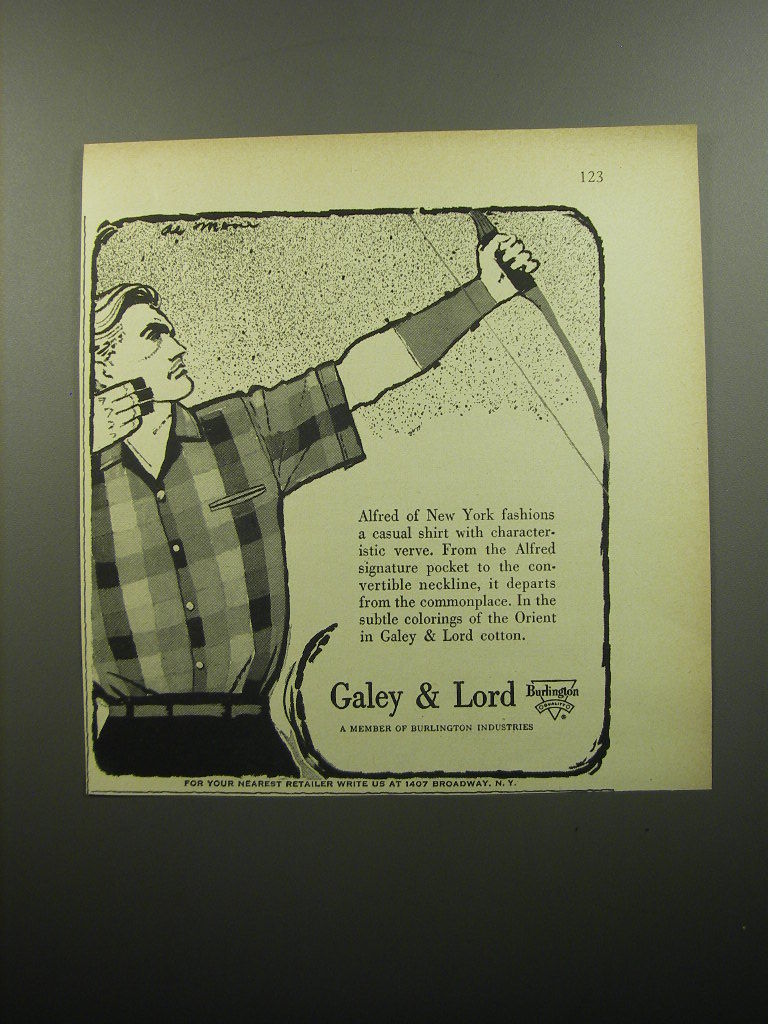 123
Alfred of New York fashions
a casual shirt with character-
istic verve. From the Alfred
signature pocket to the con-
vertible neckline, it departs
from the commonplace. In the
subtle colorings of the Orient
in Galey & Lord cotton.
Galey & Lord
Burlington
QUALITY
®
A MEMBER OF BURLINGTON INDUSTRIES
FOR YOUR NEAREST RETAILER WRITE US AT 1407 BROADWAY, N.Y.